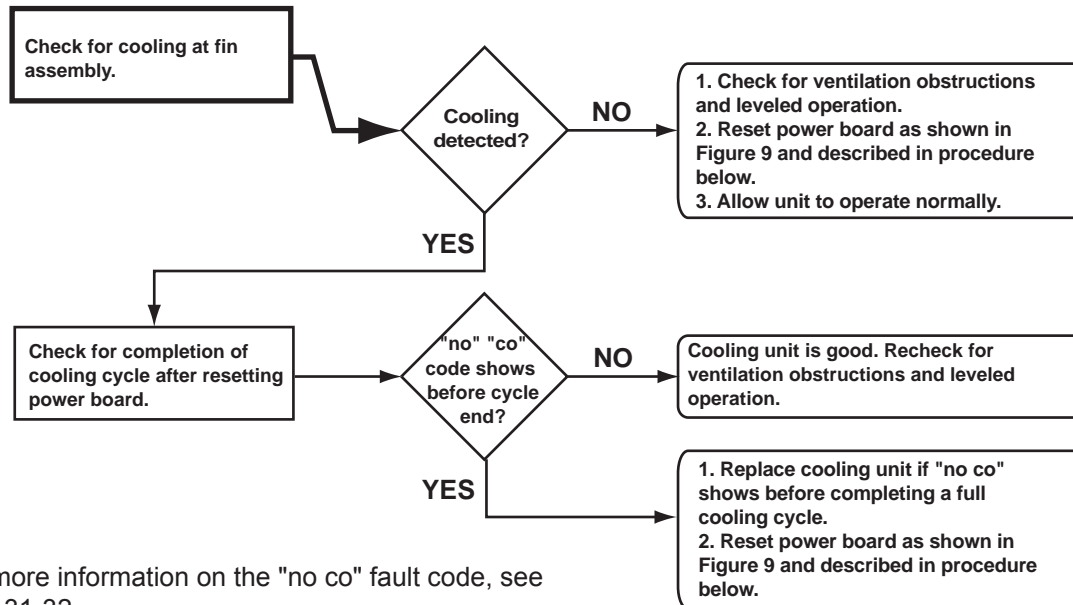 Check for cooling at fin
assembly.
Cooling
detected?
NO
1. Check for ventilation obstructions
and leveled operation.
2. Reset power board as shown in
Figure 9 and described in procedure
below.
3. Allow unit to operate normally.
YES
Check for completion of
cooling cycle after resetting
power board.
"no" "co"
code shows
before cycle
end?
NO
Cooling unit is good. Recheck for
ventilation obstructions and leveled
operation.
YES
1. Replace cooling unit if "no co"
shows before completing a full
cooling cycle.
2. Reset power board as shown in
Figure 9 and described in procedure
below.
more information on the "no co" fault code, see